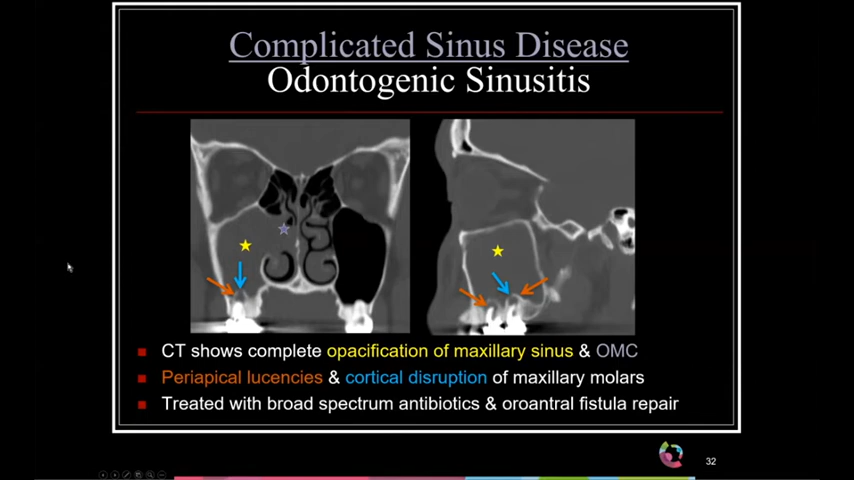 Complicated Sinus Disease
Odontogenic Sinusitis
CT shows complete opacification of maxillary sinus & OMC
Periapical lucencies & cortical disruption of maxillary molars
Treated with broad spectrum antibiotics & oroantral fistula repair
32